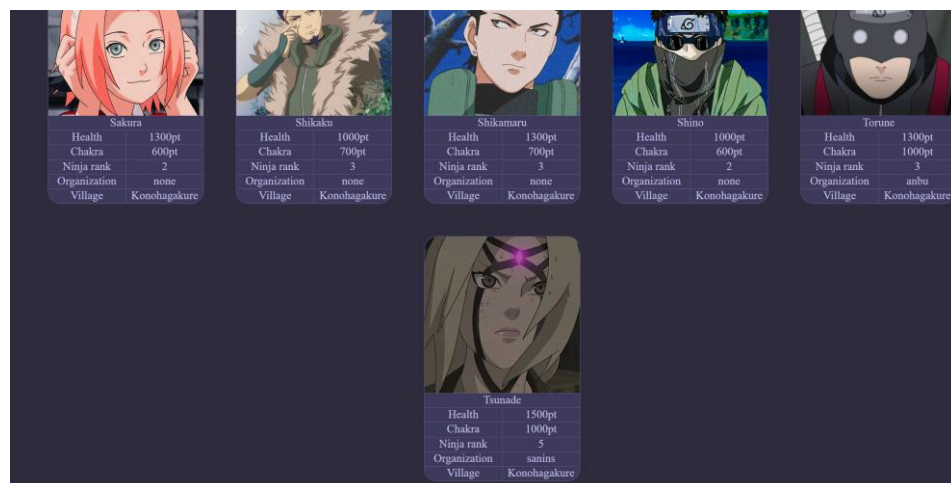 Sakura
Health 1300pt
Chakra 600pt
Ninja rank 2
Organization none
Village Konohagakure
Shikaku
Health 1000pt
Chakra 700pt
Ninja rank 3
Organization none
Village Konohagakure
Shikamaru
Health 1300pt
Chakra 700pt
Ninja rank 3
Organization none
Village Konohagakure
Shino
Health 1000pt
Chakra 600pt
Ninja rank 2
Organization none
Village Konohagakure
Torune
Health 1300pt
Chakra 1000pt
Ninja rank 3
Organization anbu
Village Konohagakure
Tsunade
Health 1500pt
Chakra 1000pt
Ninja rank 5
Organization sanins
Village Konohagakure